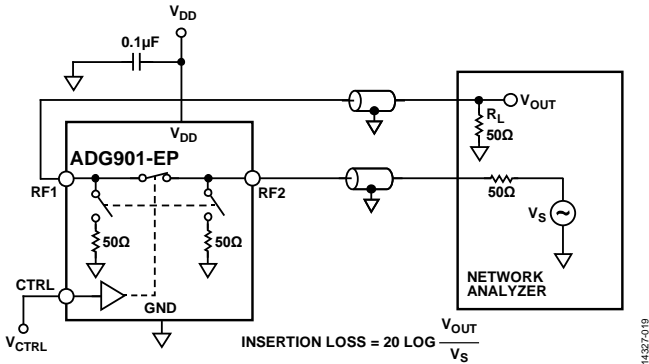 VDD
0.1µF
VDD
ADG901-EP
RF1
RF2
50Ω
50Ω
CTRL
GND
VCTRL
VOUT
RL
50Ω
50Ω
VS
NETWORK
ANALYZER
INSERTION LOSS = 20 LOG VOUT
VS
14327-019